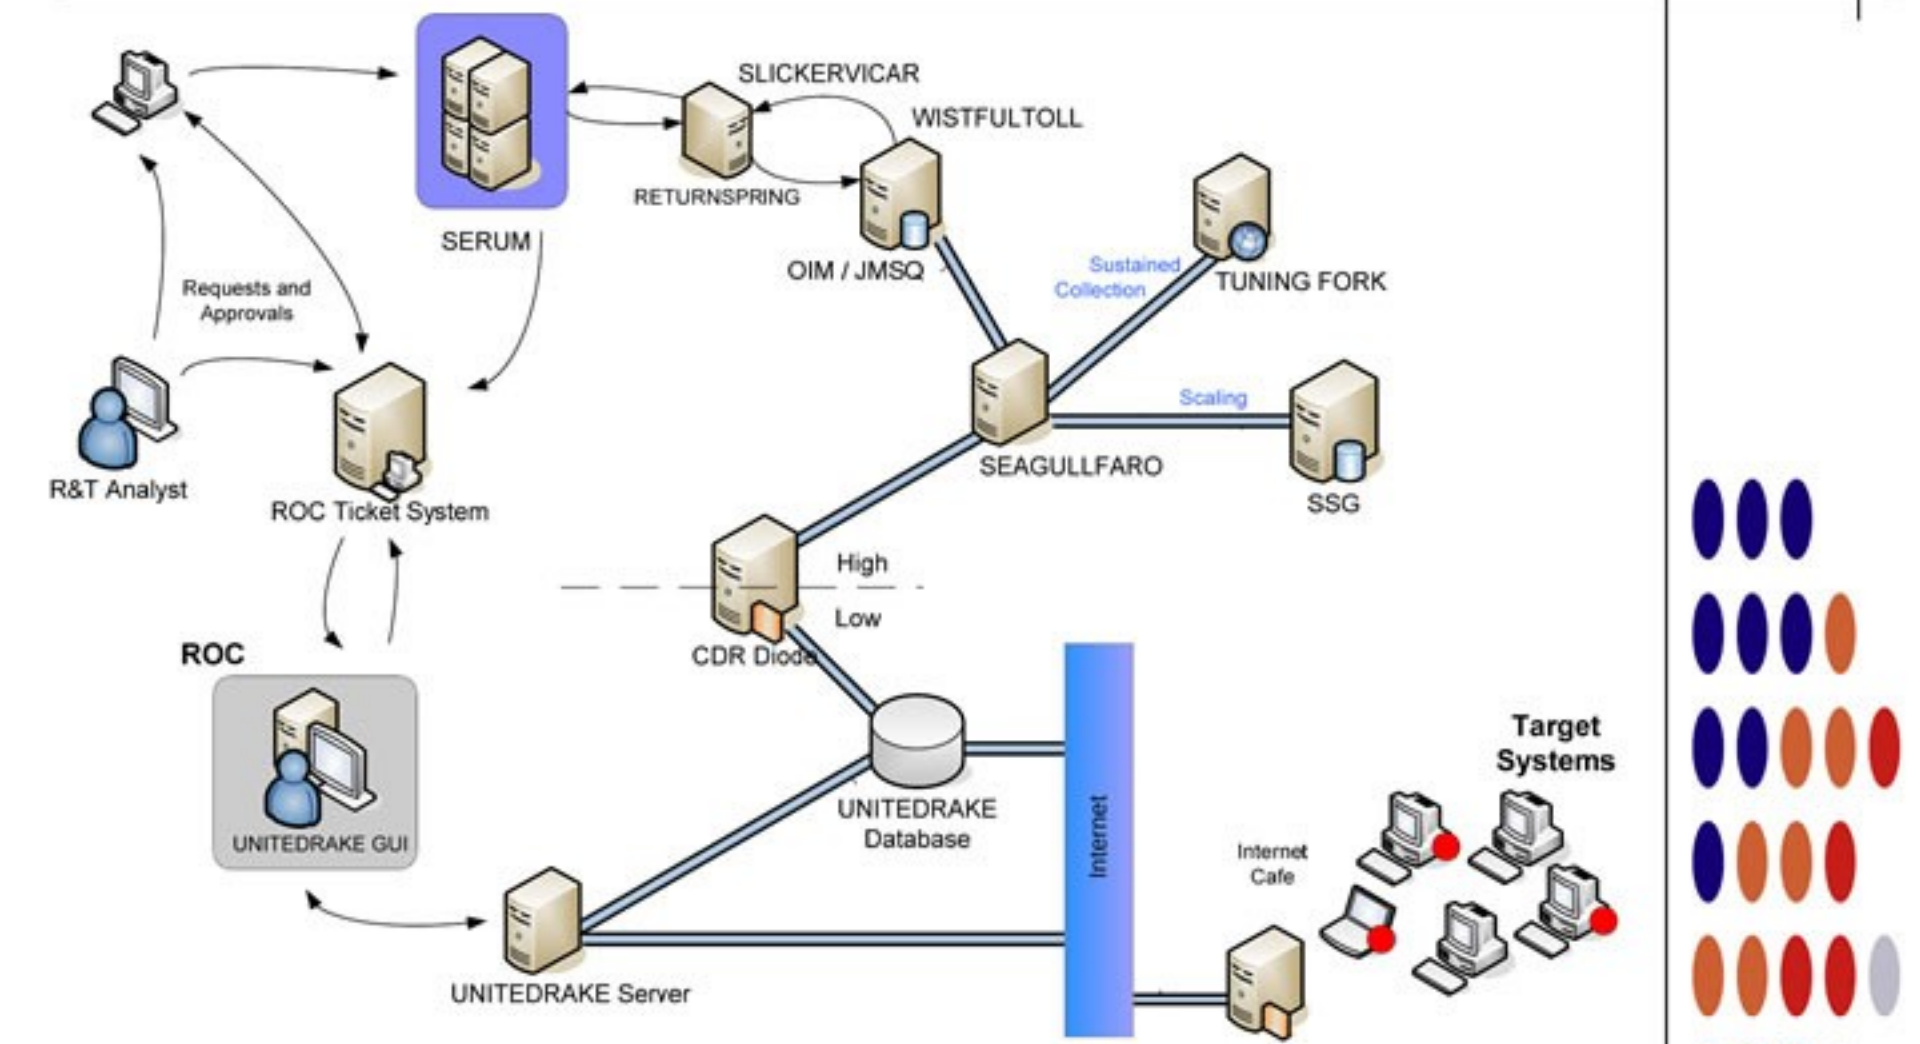 SLICKERVICAR
WISTFULTOLL
RETURNSPRING
SERUM
OIM / JMSQ
Sustained
Collection
TUNING FORK
Requests and
Approvals
Scaling
SEAGULLFARO
R&T Analyst
ROC Ticket System
SSG
High
Low
CDR Diode
ROC
UNITEDRAKE GUI
UNITEDRAKE
Database
Internet
Target
Systems
Internet
Cafe
UNITEDRAKE Server